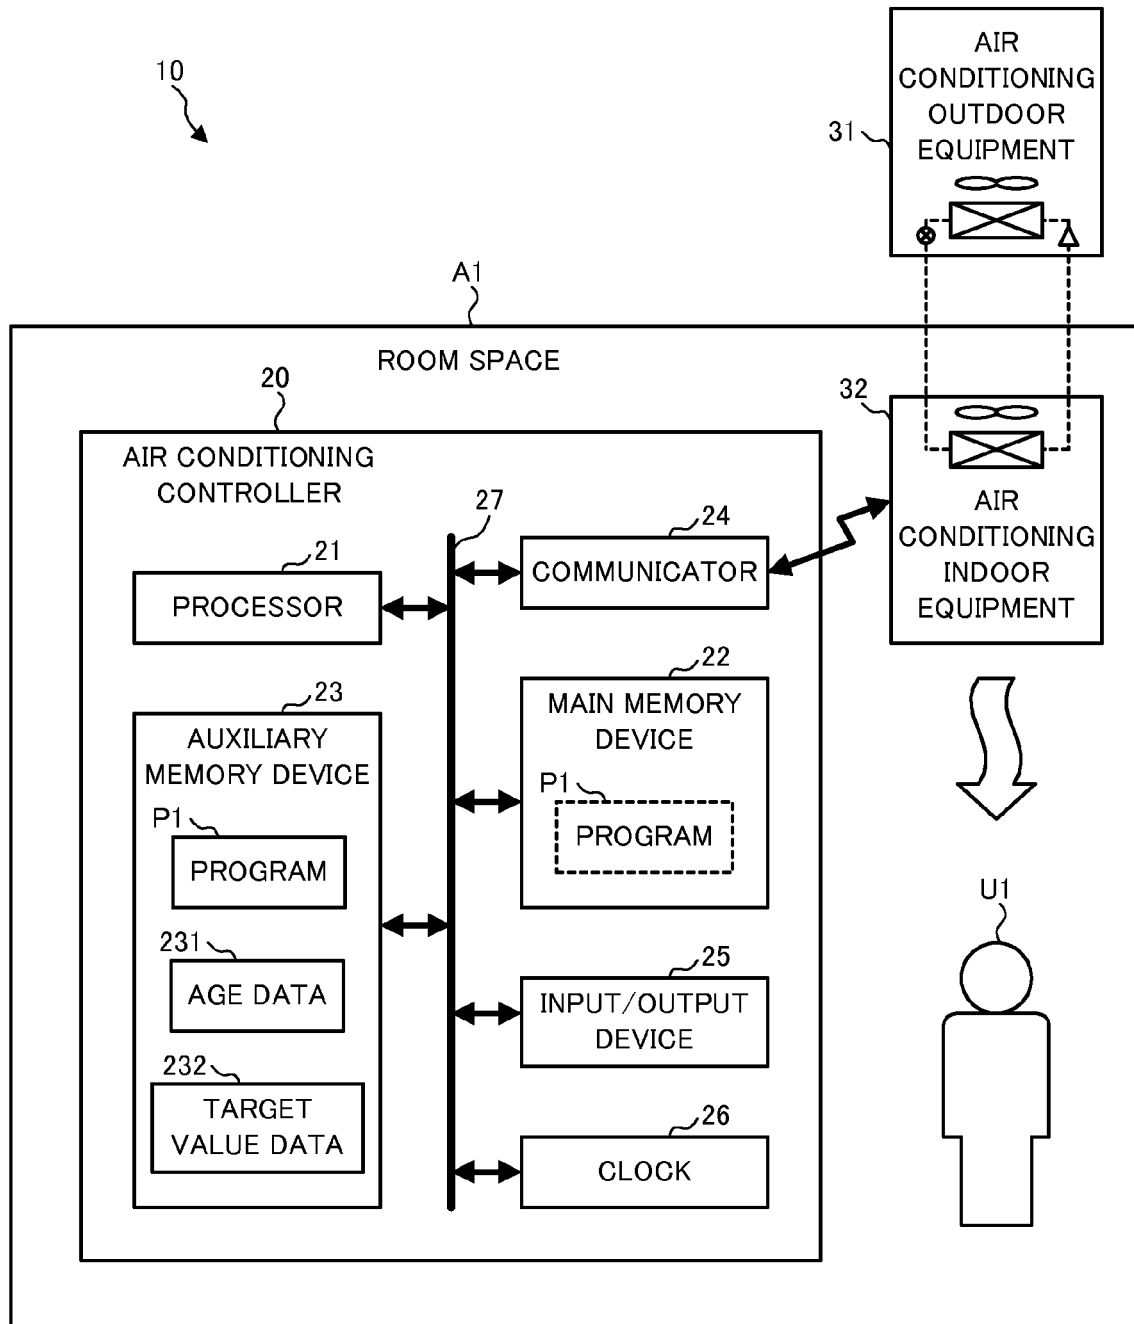 10
AIR
CONDITIONING
OUTDOOR
EQUIPMENT
31
A1
ROOM SPACE
20
32
AIR CONDITIONING
CONTROLLER
AIR
CONDITIONING
INDOOR
EQUIPMENT
27
24
COMMUNICATOR
21
PROCESSOR
22
MAIN MEMORY
DEVICE
P1
PROGRAM
23
AUXILIARY
MEMORY DEVICE
P1
PROGRAM
231
AGE DATA
232
TARGET
VALUE DATA
25
INPUT/OUTPUT
DEVICE
26
CLOCK
U1